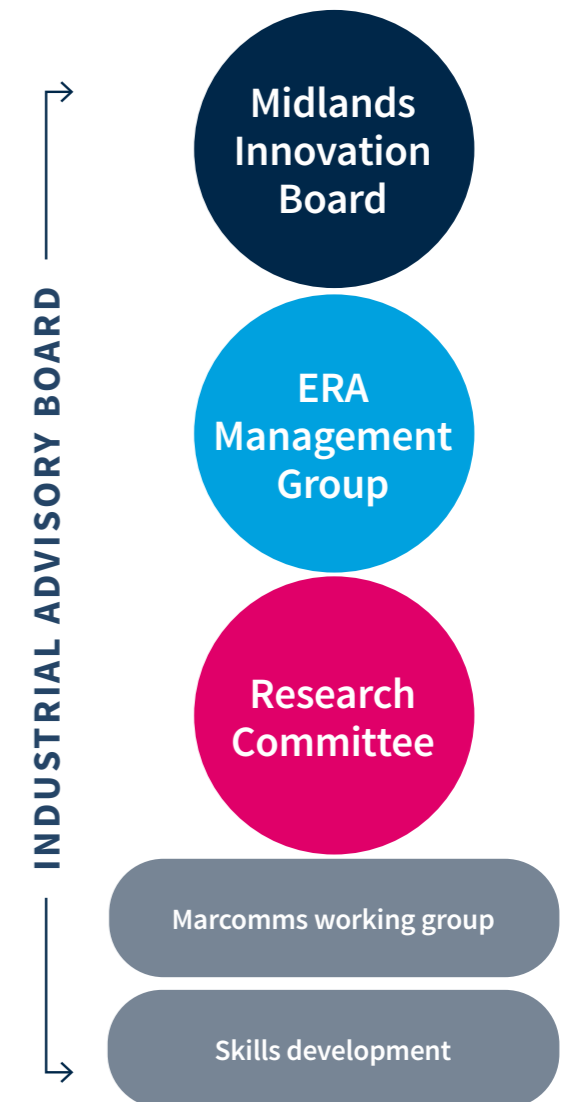 INDUSTRIAL ADVISORY BOARD
Midlands
Innovation
Board
ERA
Management
Group
Research
Committee
Marcomms working group
Skills development